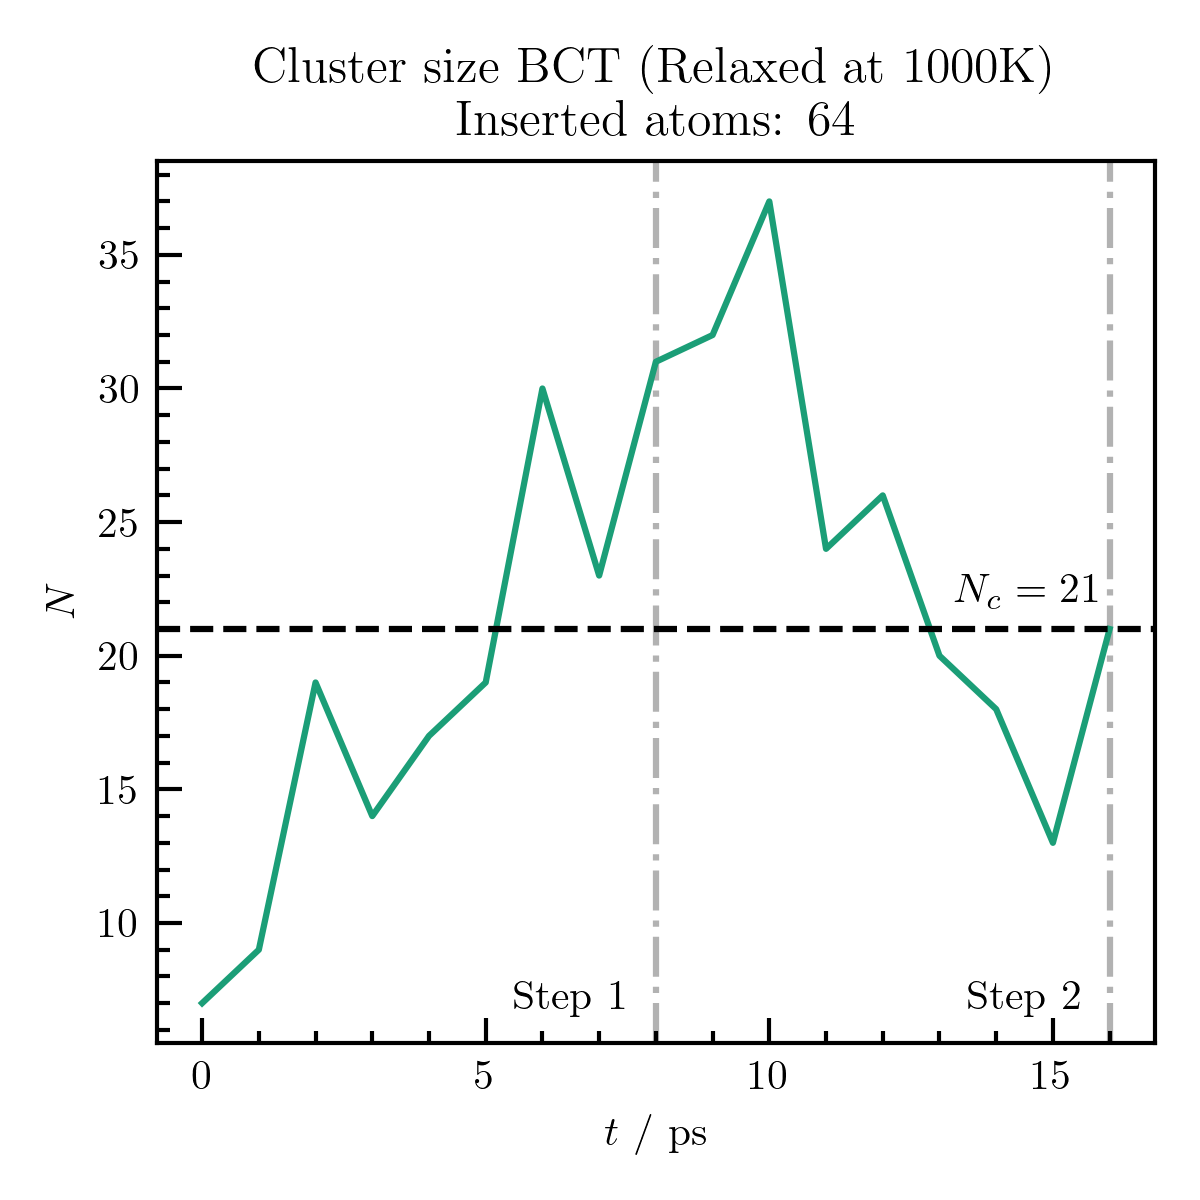 Cluster size BCT (Relaxed at 1000K)
Inserted atoms: 64
35
30
25
20
15
10
N
N_c = 21
Step 1
Step 2
0
5
10
15
t / ps